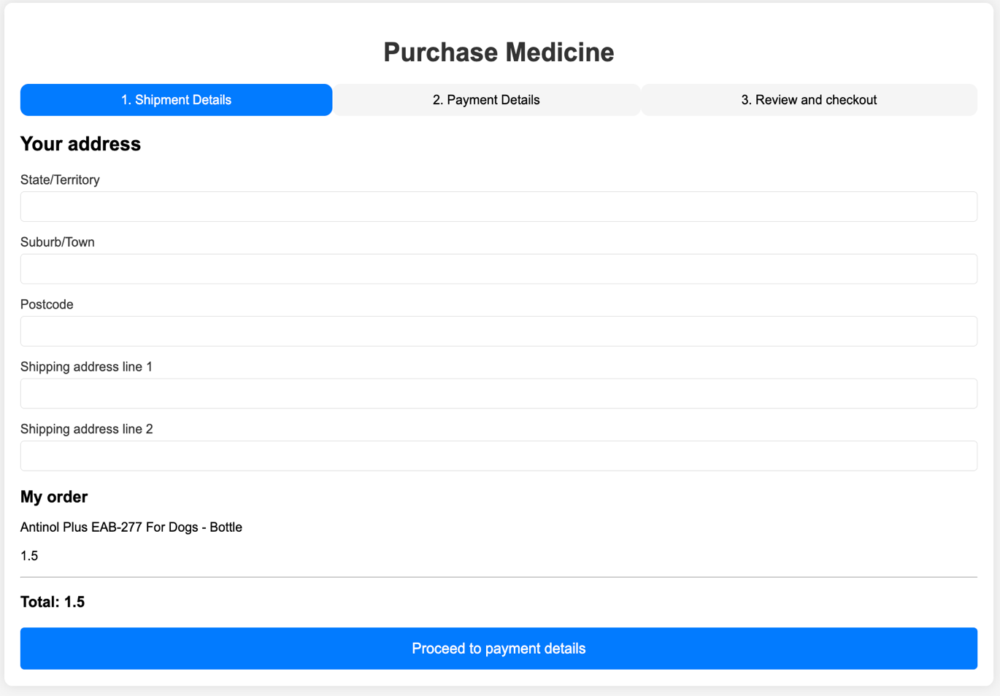 Purchase Medicine
1. Shipment Details
2. Payment Details
3. Review and checkout
Your address
State/Territory
Suburb/Town
Postcode
Shipping address line 1
Shipping address line 2
My order
Antinol Plus EAB-277 For Dogs - Bottle
1.5
Total: 1.5
Proceed to payment details